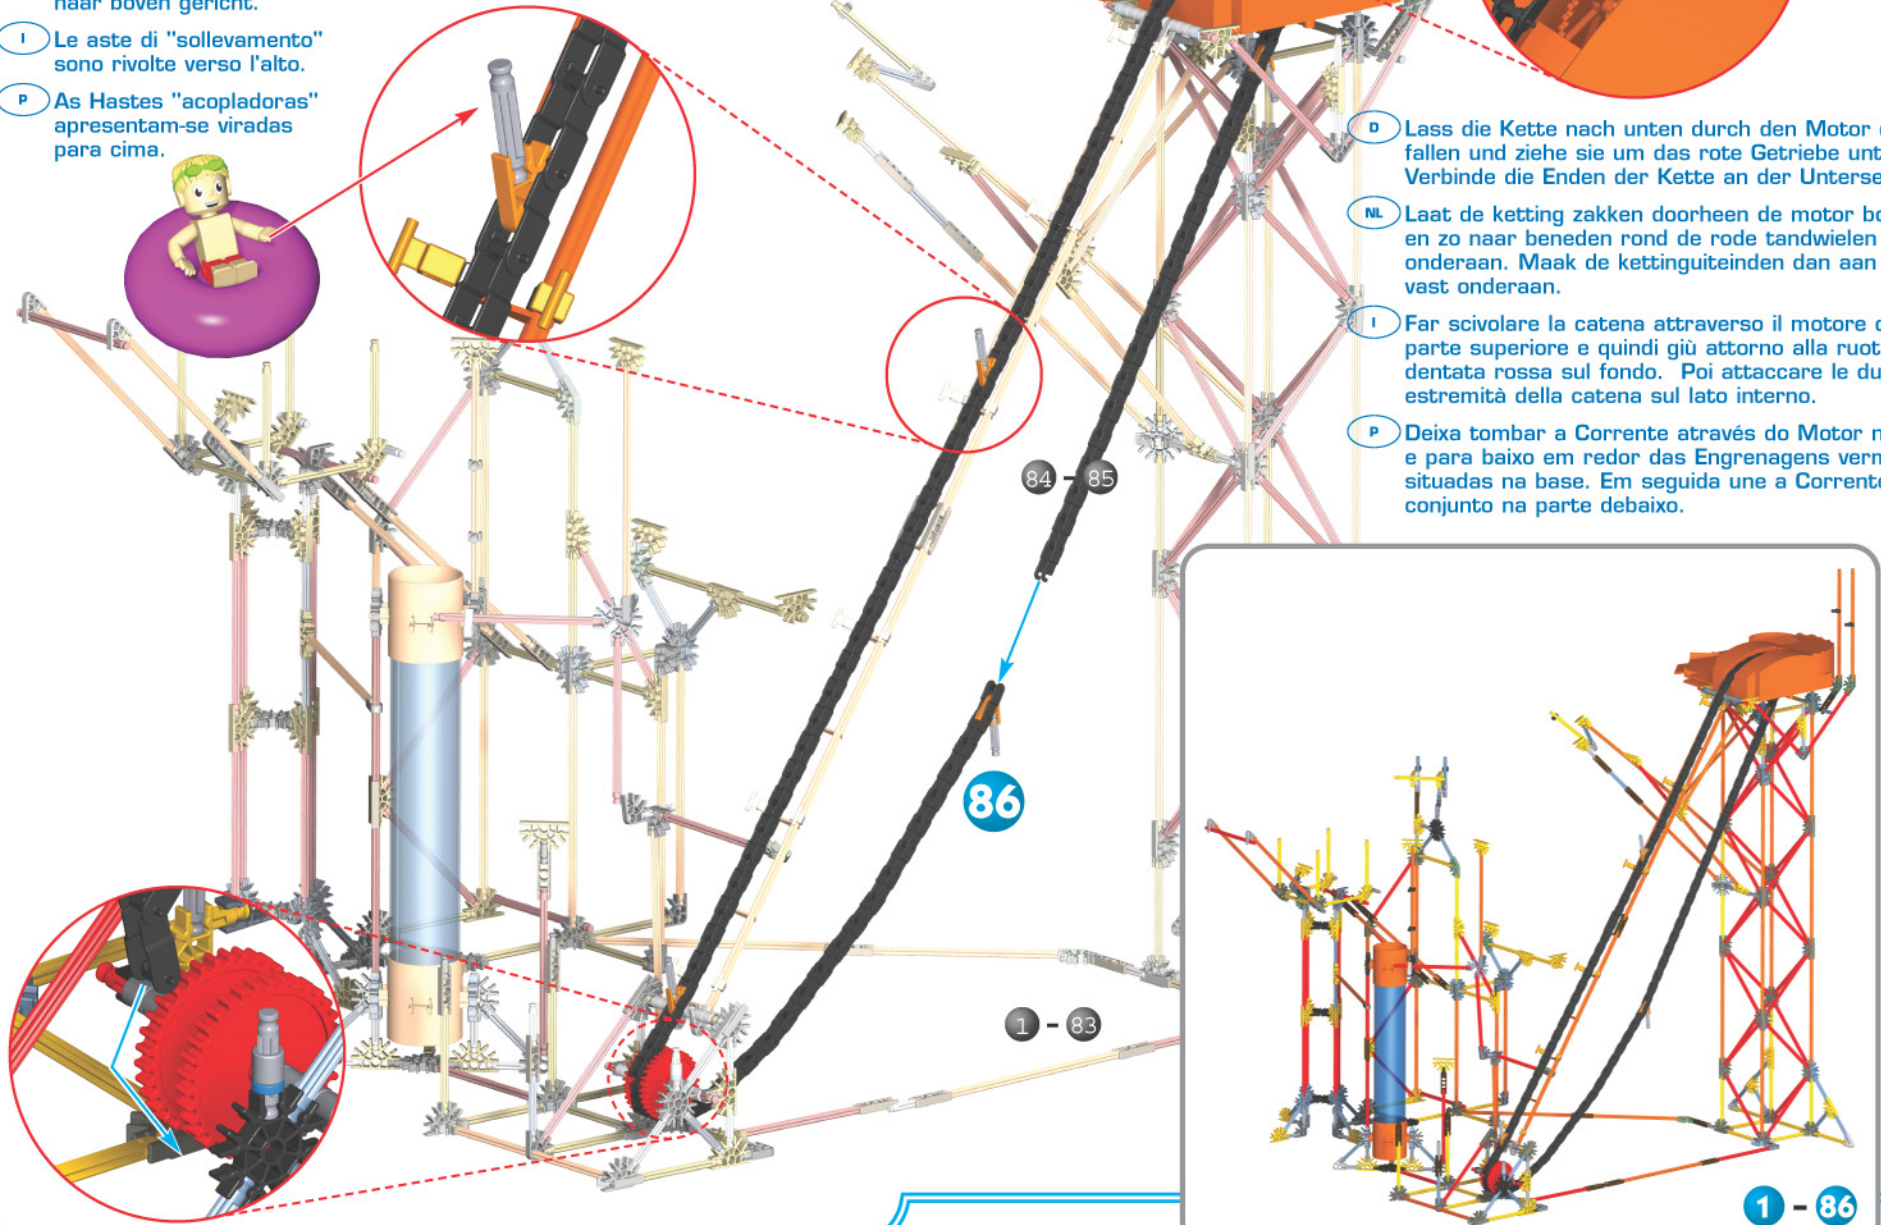 naar boven gericht.
I Le aste di "sollevamento"
sono rivolte verso l'alto.
P As Hastes "acopladoras"
apresentam-se viradas
para cima.
D Lass die Kette nach unten durch den Motor
fallen und ziehe sie um das rote Getriebe
Verbinde die Enden der Kette an der
NL Laat de ketting zakken doorheen de motor
en zo naar beneden rond de rode tandwielen
onderaan. Maak de kettinguiteinden dan aan
vast onderaan.
I Far scivolare la catena attraverso il motore
parte superiore e quindi giù attorno alla
dentata rossa sul fondo. Poi attaccare le
estremità della catena sul lato interno.
P Deixa tombar a Corrente através do Motor
e para baixo em redor das Engrenagens
situadas na base. Em seguida une a Corrente
conjunto na parte debaixo.
84 - 85
86
1 - 83
1 - 86